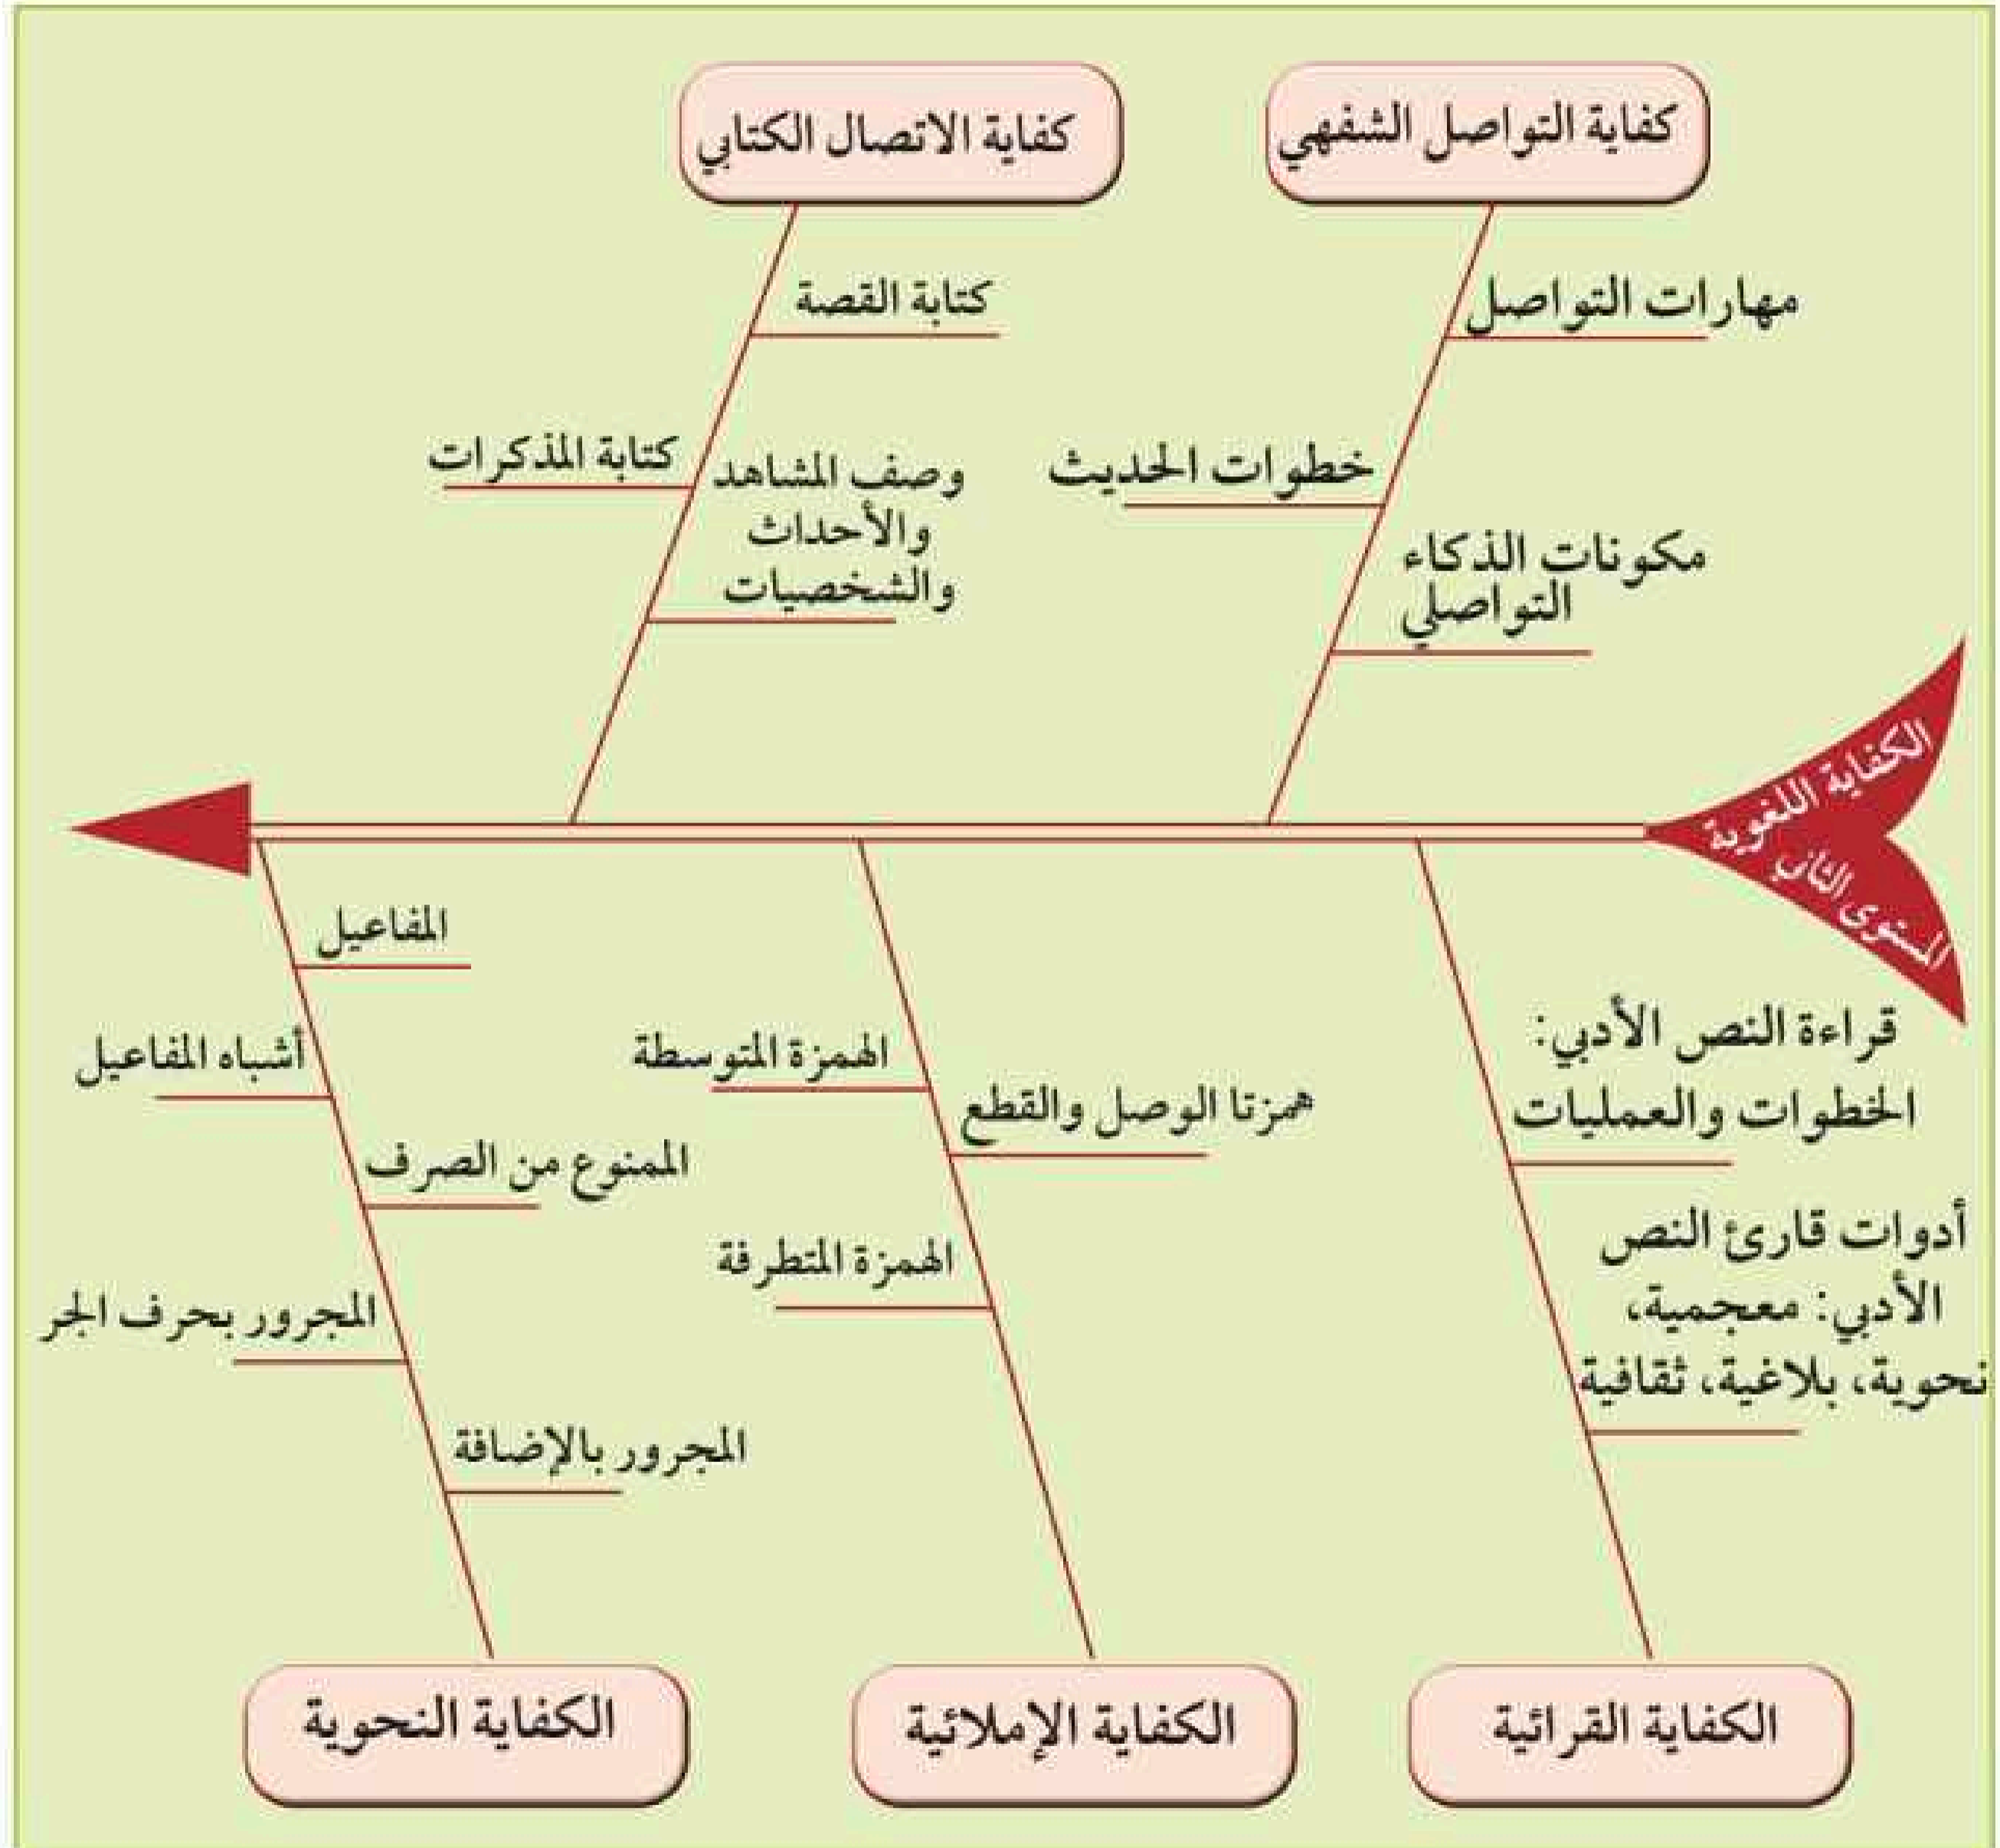 كفاية التواصل الشفهي
مهارات التواصل
خطوات الحديث
مكونات الذكاء
التواصلي
كفاية الاتصال الكتابي
كتابة القصة
كتابة المذكرات
وصف المشاهد
والأحداث
والشخصيات
الكفاية اللغوية
المستوى الثاني
قراءة النص الأدبي:
الخطوات والعمليات
أدوات قارئ النص
الأدبي: معجمية،
نحوية، بلاغية، ثقافية
الكفاية القرائية
الهمزة المتوسطة
همزتا الوصل والقطع
الهمزة المتطرفة
الكفاية الإملائية
المفاعيل
أشباه المفاعيل
الممنوع من الصرف
المجرور بحرف الجر
المجرور بالإضافة
الكفاية النحوية